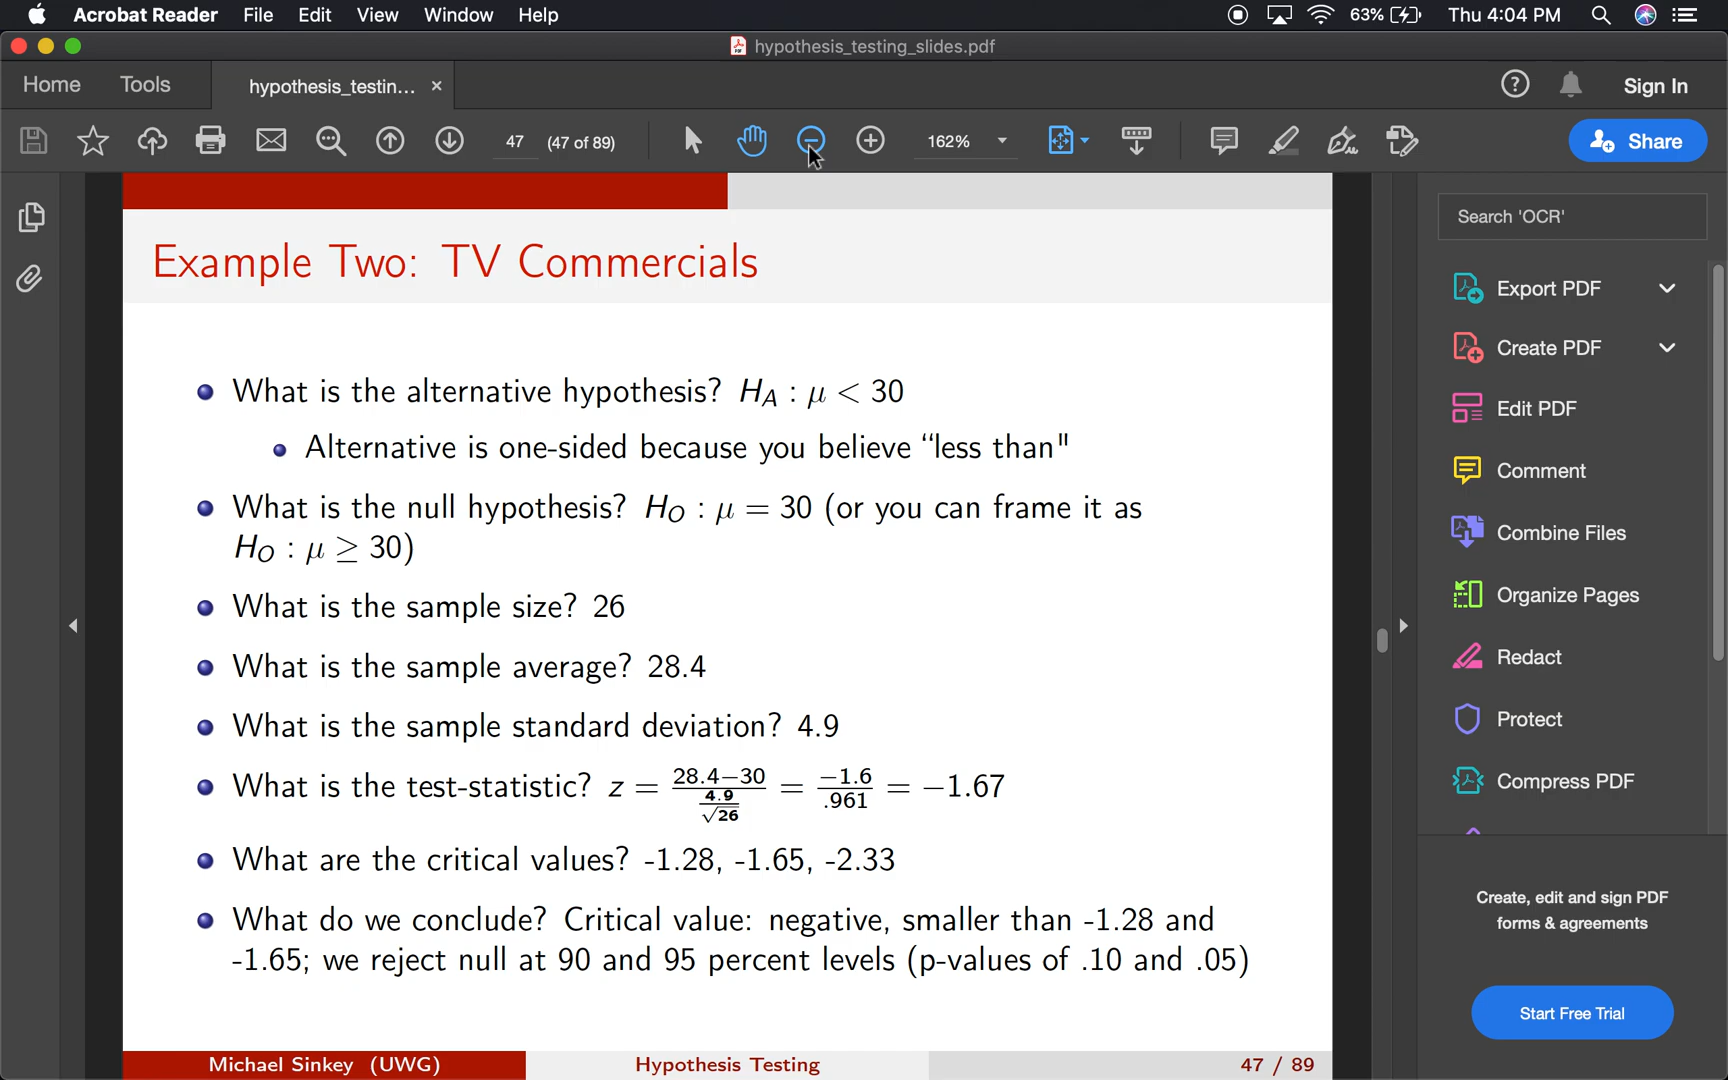 Acrobat Reader File Edit View Window Help 63% Thu 4:04 PM
hypothesis_testing_slides.pdf
Home Tools hypothesis_testin... × Sign In
47 (47 of 89) 162% Share
Search 'OCR'
Export PDF
Create PDF
Edit PDF
Comment
Combine Files
Organize Pages
Redact
Protect
Compress PDF
Create, edit and sign PDF
forms & agreements
Start Free Trial
Example Two: TV Commercials
What is the alternative hypothesis? H_A : μ < 30
Alternative is one-sided because you believe “less than"
What is the null hypothesis? H_O : μ = 30 (or you can frame it as
H_O : μ ≥ 30)
What is the sample size? 26
What is the sample average? 28.4
What is the sample standard deviation? 4.9
What is the test-statistic? z = (28.4−30)/(4.9/√26) = −1.6/.961 = −1.67
What are the critical values? -1.28, -1.65, -2.33
What do we conclude? Critical value: negative, smaller than -1.28 and
-1.65; we reject null at 90 and 95 percent levels (p-values of .10 and .05)
Michael Sinkey (UWG) Hypothesis Testing 47 / 89